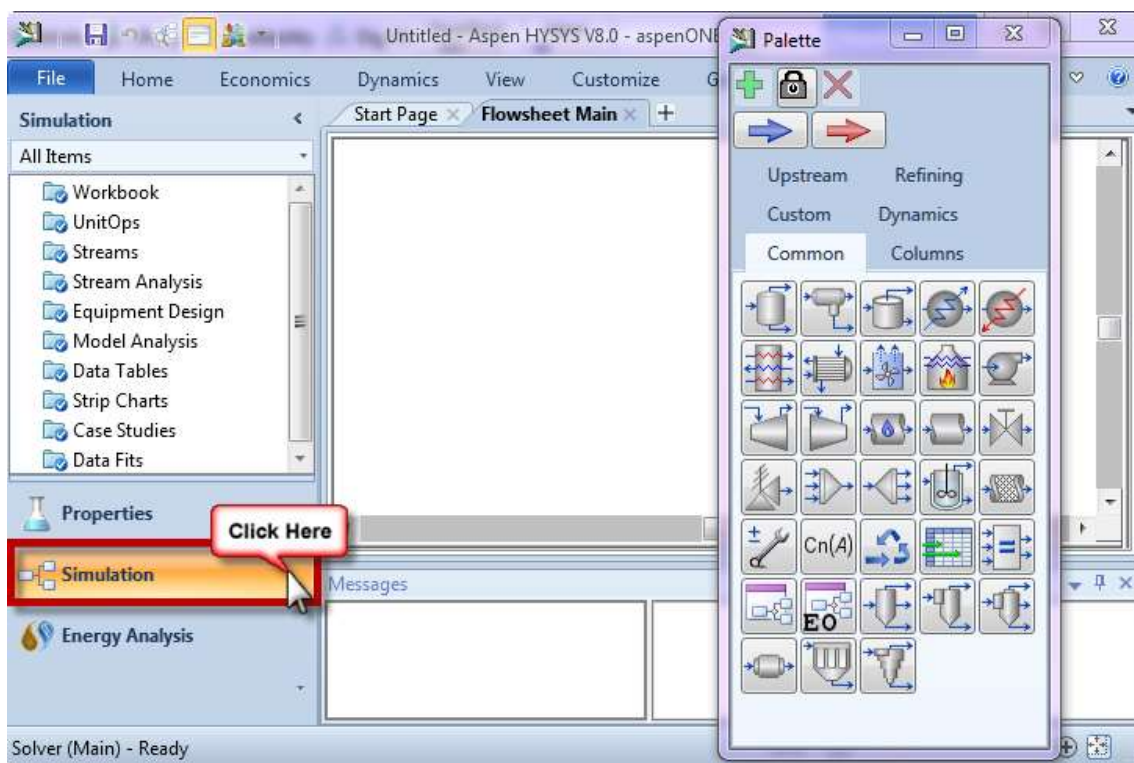 Untitled - Aspen HYSYS V8.0 - aspenONE
File Home Economics Dynamics View Customize
Simulation
All Items
Workbook
UnitOps
Streams
Stream Analysis
Equipment Design
Model Analysis
Data Tables
Strip Charts
Case Studies
Data Fits
Properties
Simulation
Energy Analysis
Click Here
Start Page Flowsheet Main
Messages
Palette
Upstream Refining
Custom Dynamics
Common Columns
Cn(A)
EO
Solver (Main) - Ready